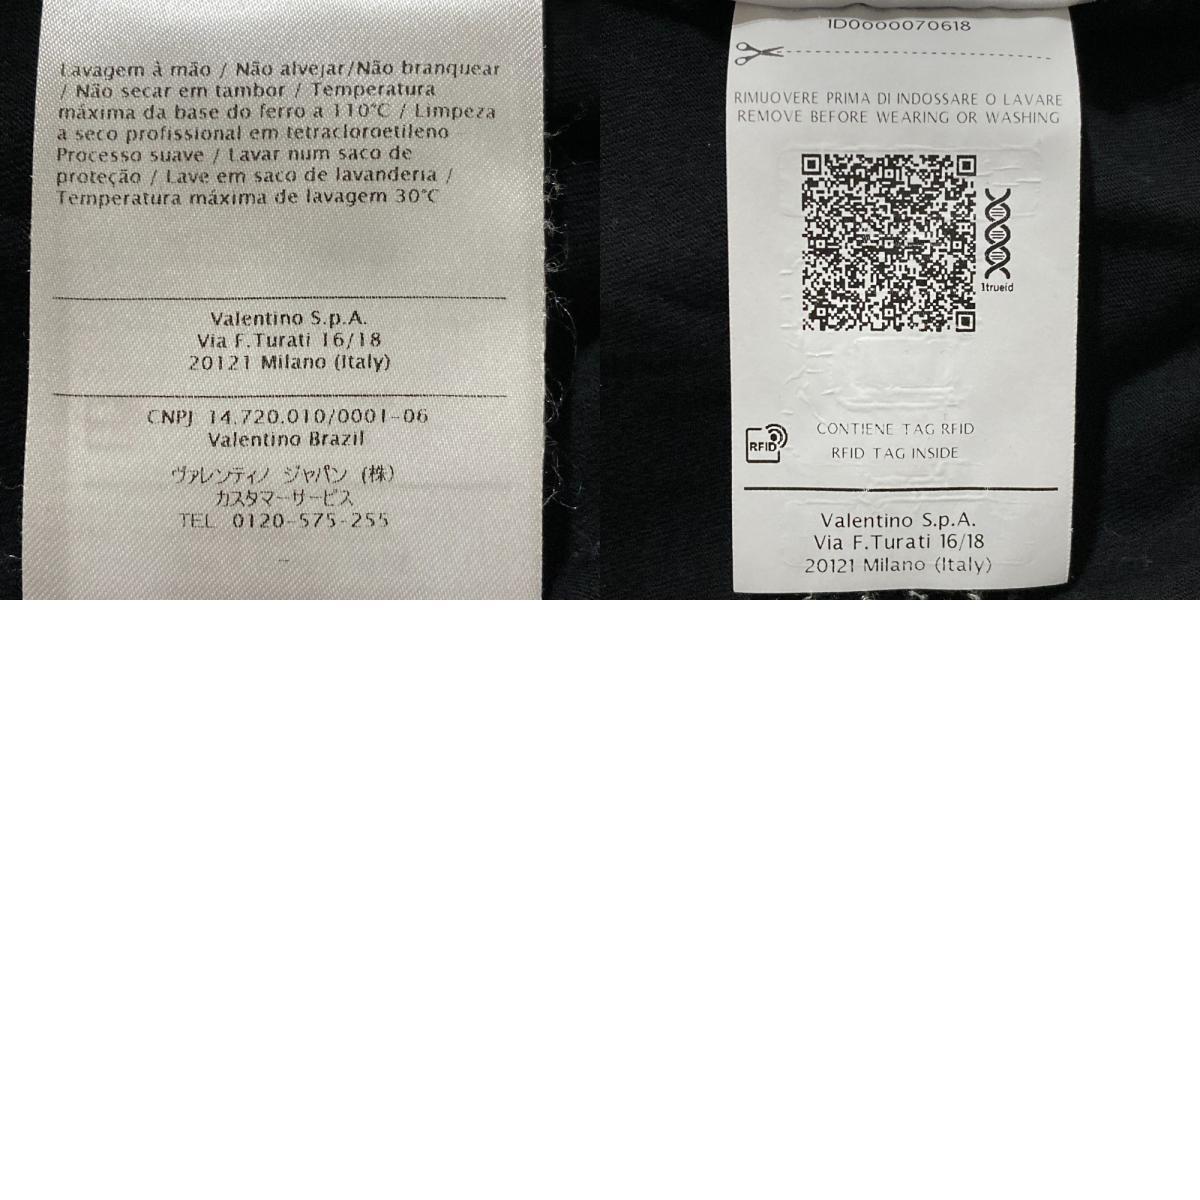 Lavagem à mão / Não alvejar/Não branquear
/ Não secar em tambor / Temperatura
máxima da base do ferro a 110°C / Limpeza
a seco profissional em tetracloroetileno
Processo suave / Lavar num saco de
proteção / Lave em saco de lavanderia /
Temperatura máxima de lavagem 30°C
Valentino S.p.A.
Via F.Turati 16/18
20121 Milano (Italy)
CNPJ 14.720.010/0001-06
Valentino Brazil
ヴァレンティノ ジャパン (株)
カスタマーサービス
TEL 0120-575-255
1D0000070618
RIMUOVERE PRIMA DI INDOSSARE O LAVARE
REMOVE BEFORE WEARING OR WASHING
1trueid
RFID
CONTIENE TAG RFID
RFID TAG INSIDE
Valentino S.p.A.
Via F.Turati 16/18
20121 Milano (Italy)